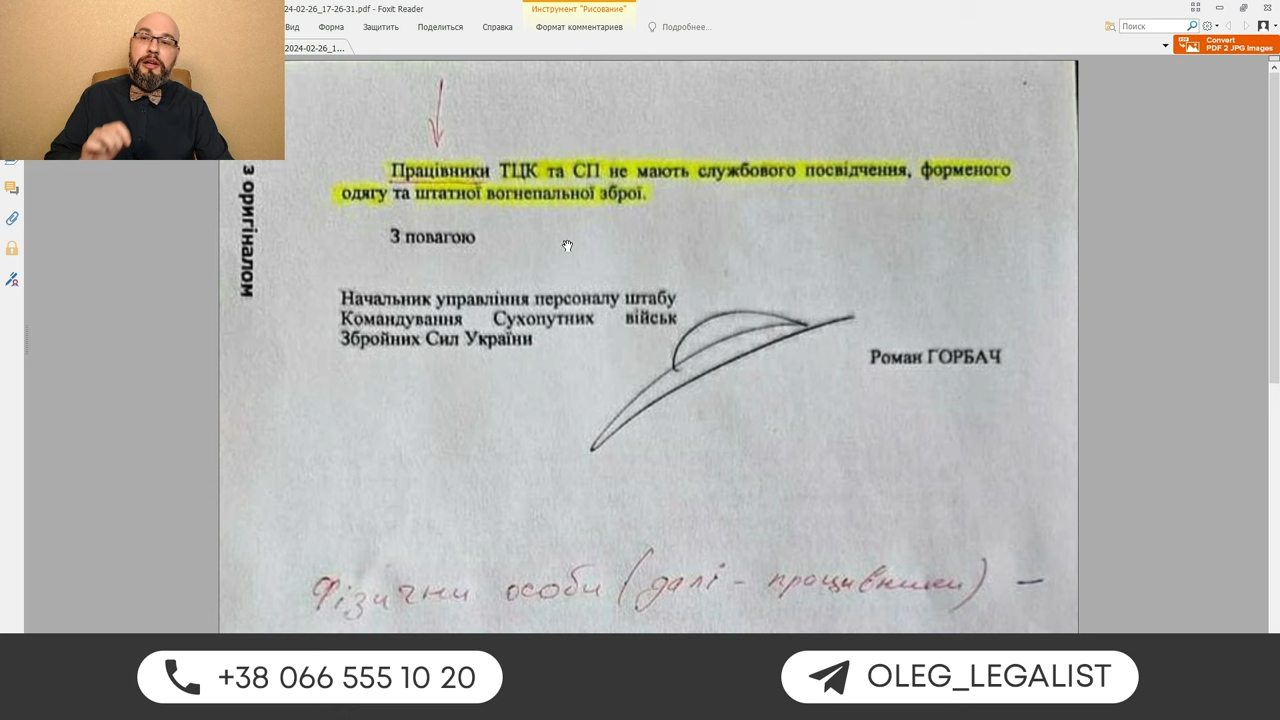 24-02-26_17-26-31.pdf - Foxit Reader
Инструмент "Рисование"
Вид Форма Защитить Поделиться Справка Формат комментариев Подробнее...
Поиск
2024-02-26_1...
Convert
PDF 2 JPG Images
з оригіналом
Працівники ТЦК та СП не мають службового посвідчення, форменого
одягу та штатної вогнепальної зброї.
З повагою
Начальник управління персоналу штабу
Командування Сухопутних військ
Збройних Сил України
Роман ГОРБАЧ
Фізични особи (далі - працивники) —
+38 066 555 10 20
OLEG_LEGALIST